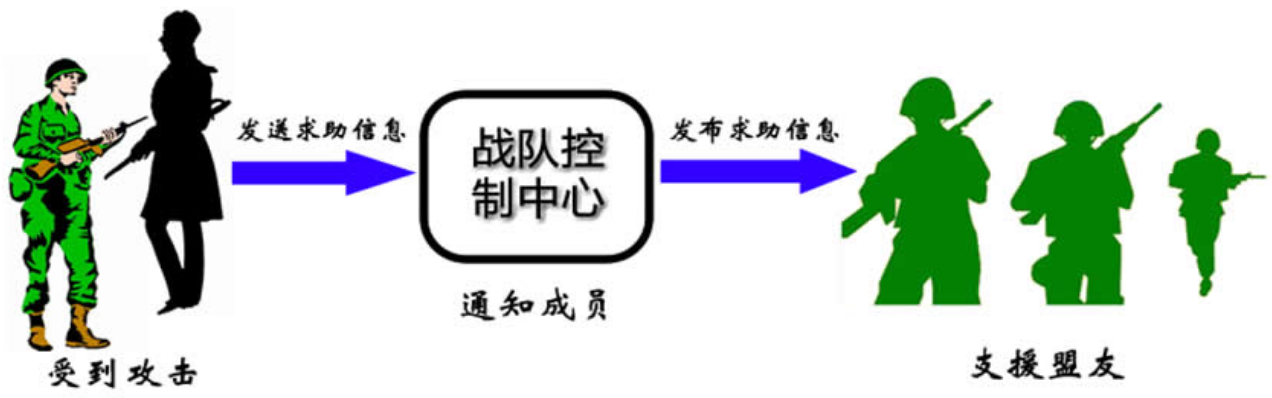 发送求助信息
战队控
制中心
发布求助信息
通知成员
受到攻击
支援盟友